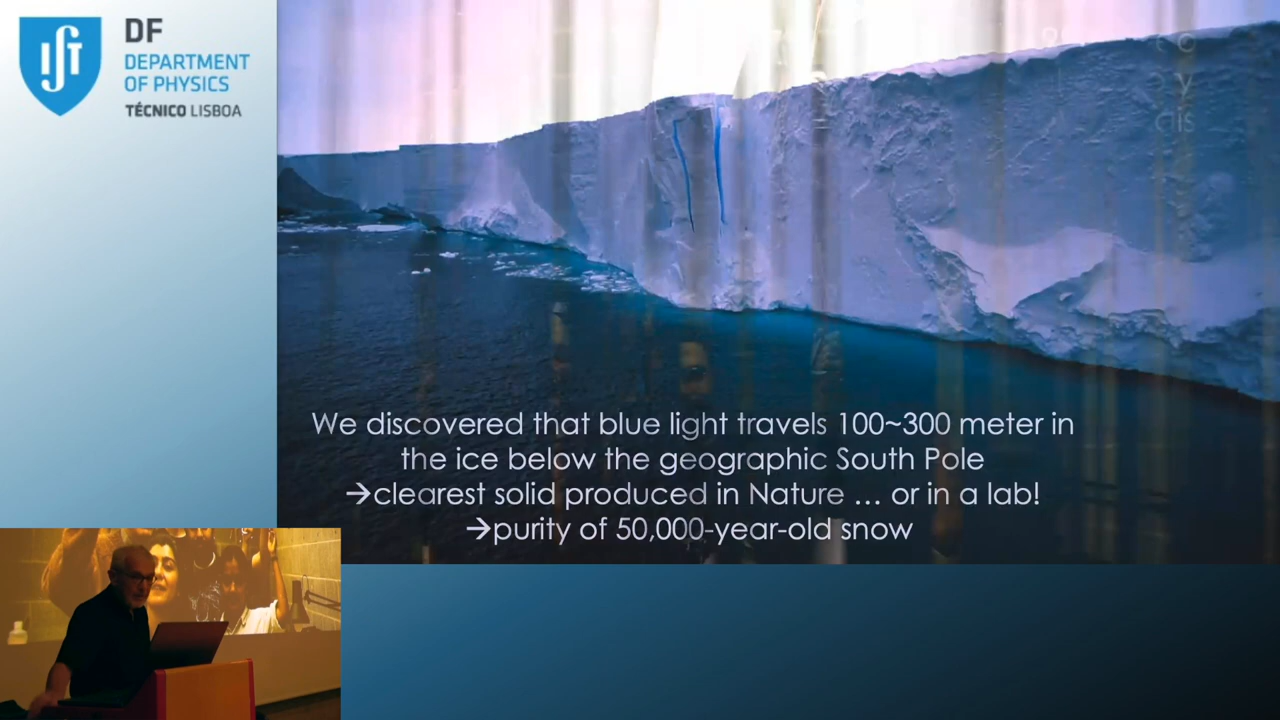 DF
DEPARTMENT
OF PHYSICS
TÉCNICO LISBOA
We discovered that blue light travels 100~300 meter in
the ice below the geographic South Pole
→clearest solid produced in Nature … or in a lab!
→purity of 50,000-year-old snow